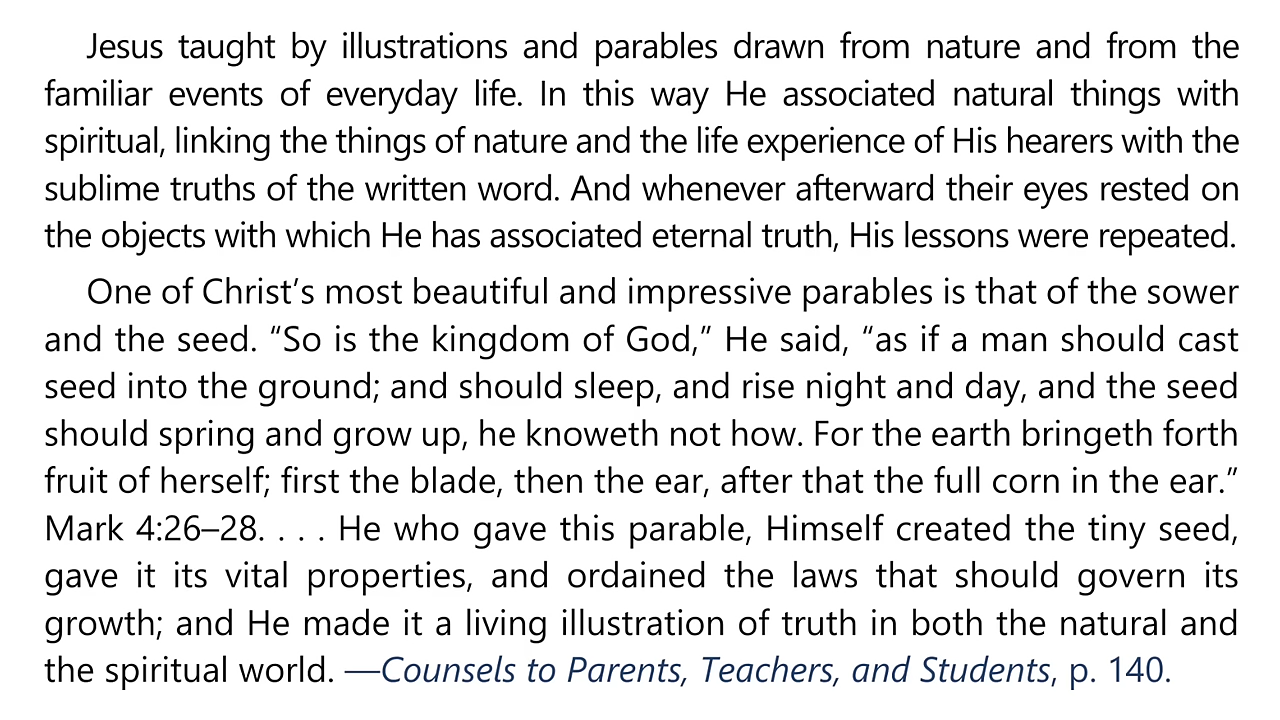 Jesus taught by illustrations and parables drawn from nature and from the
familiar events of everyday life. In this way He associated natural things with
spiritual, linking the things of nature and the life experience of His hearers with the
sublime truths of the written word. And whenever afterward their eyes rested on
the objects with which He has associated eternal truth, His lessons were repeated.
One of Christ’s most beautiful and impressive parables is that of the sower
and the seed. “So is the kingdom of God,” He said, “as if a man should cast
seed into the ground; and should sleep, and rise night and day, and the seed
should spring and grow up, he knoweth not how. For the earth bringeth forth
fruit of herself; first the blade, then the ear, after that the full corn in the ear.”
Mark 4:26–28. . . . He who gave this parable, Himself created the tiny seed,
gave it its vital properties, and ordained the laws that should govern its
growth; and He made it a living illustration of truth in both the natural and
the spiritual world. —Counsels to Parents, Teachers, and Students, p. 140.